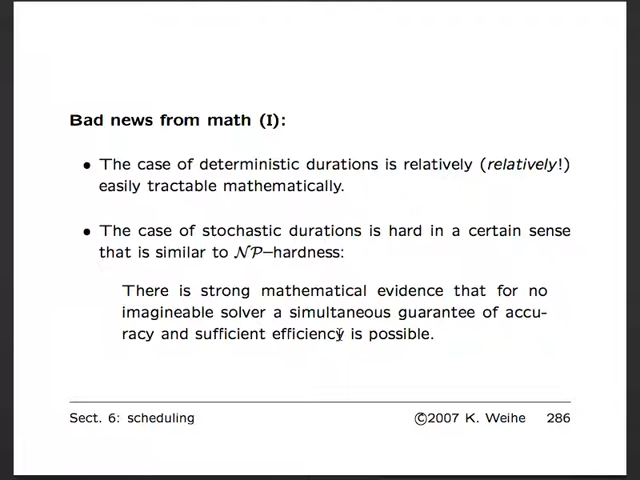 Bad news from math (I):
• The case of deterministic durations is relatively (relatively!)
easily tractable mathematically.
• The case of stochastic durations is hard in a certain sense
that is similar to 𝒩𝒫–hardness:
There is strong mathematical evidence that for no
imagineable solver a simultaneous guarantee of accu-
racy and sufficient efficiency is possible.
Sect. 6: scheduling ©2007 K. Weihe 286